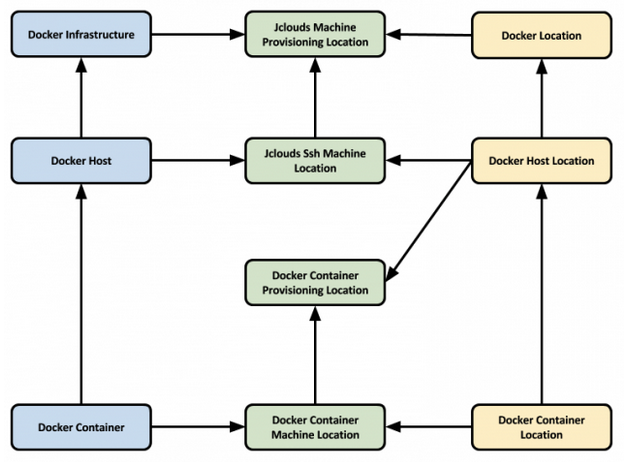 Docker Infrastructure
Jclouds Machine
Provisioning Location
Docker Location
Docker Host
Jclouds Ssh Machine
Location
Docker Host Location
Docker Container
Provisioning Location
Docker Container
Docker Container
Machine Location
Docker Container
Location